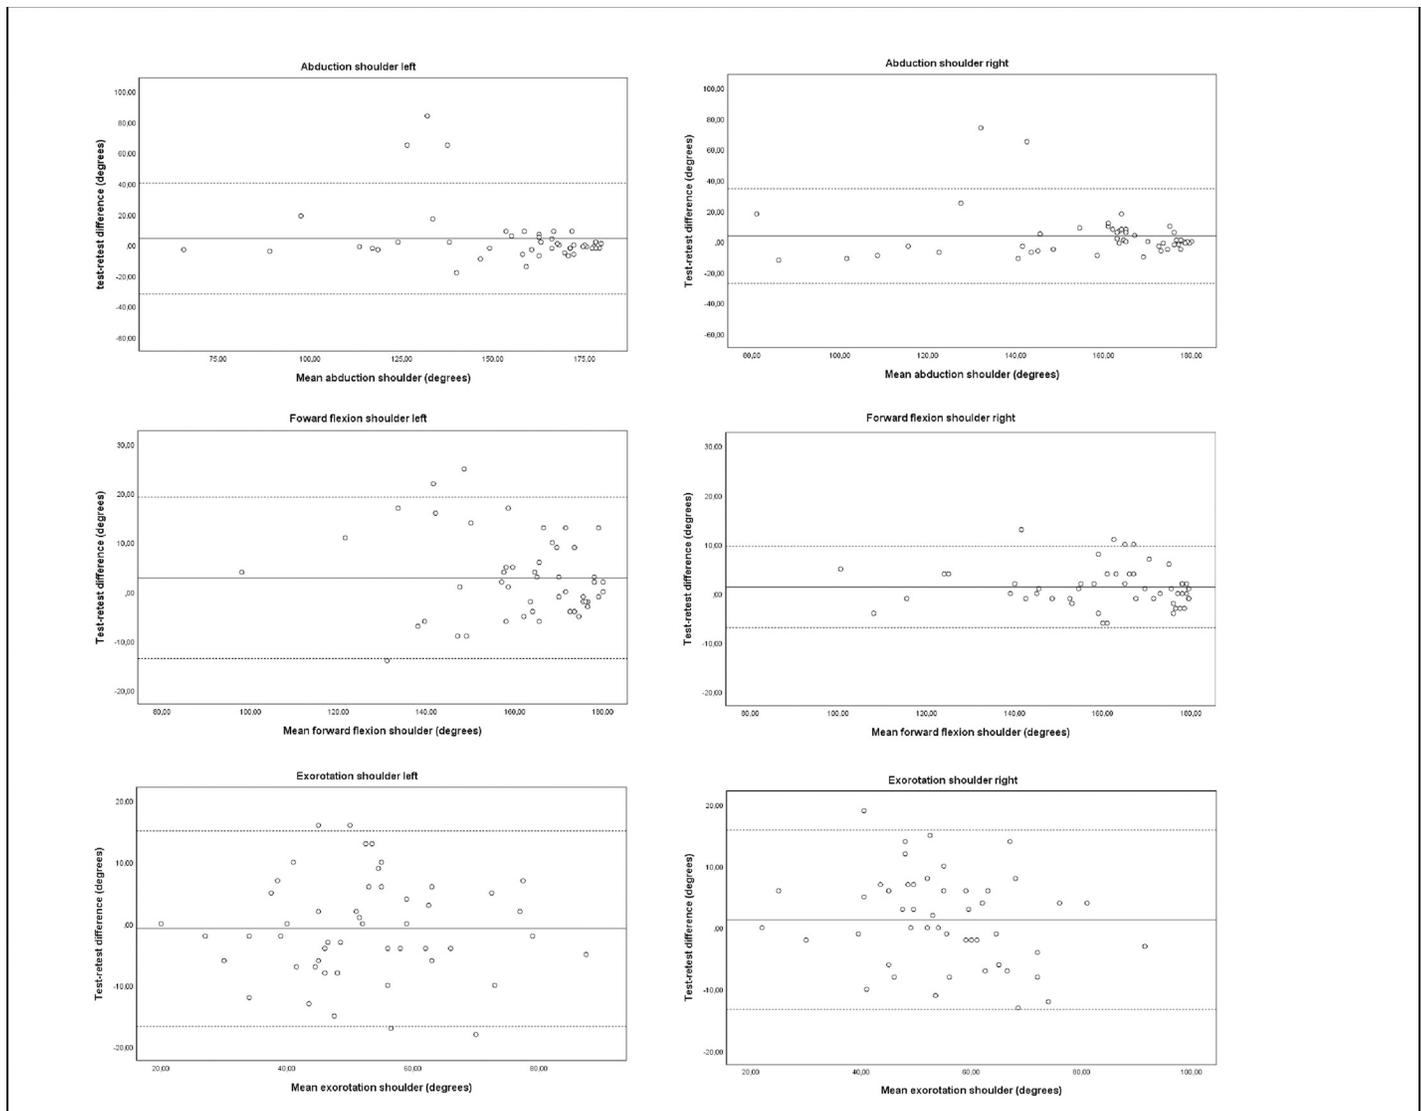 Abduction shoulder left
100,00
80,00
60,00
40,00
20,00
,00
-20,00
-40,00
-60,00
test-retest difference (degrees)
75,00 100,00 125,00 150,00 175,00
Mean abduction shoulder (degrees)
Abduction shoulder right
100,00
80,00
60,00
40,00
20,00
,00
-20,00
-40,00
-60,00
Test-retest difference (degrees)
80,00 100,00 120,00 140,00 160,00 180,00
Mean abduction shoulder (degrees)
Foward flexion shoulder left
30,00
20,00
10,00
,00
-10,00
-20,00
Test-retest difference (degrees)
80,00 100,00 120,00 140,00 160,00 180,00
Mean forward flexion shoulder (degrees)
Forward flexion shoulder right
30,00
20,00
10,00
,00
-10,00
-20,00
Test-retest difference (degrees)
80,00 100,00 120,00 140,00 160,00 180,00
Mean forward flexion shoulder (degrees)
Exorotation shoulder left
20,00
10,00
,00
-10,00
-20,00
Test-retest difference (degrees)
20,00 40,00 60,00 80,00
Mean exorotation shoulder (degrees)
Exorotation shoulder right
20,00
10,00
,00
-10,00
-20,00
Test-retest difference (degrees)
20,00 40,00 60,00 80,00 100,00
Mean exorotation shoulder (degrees)